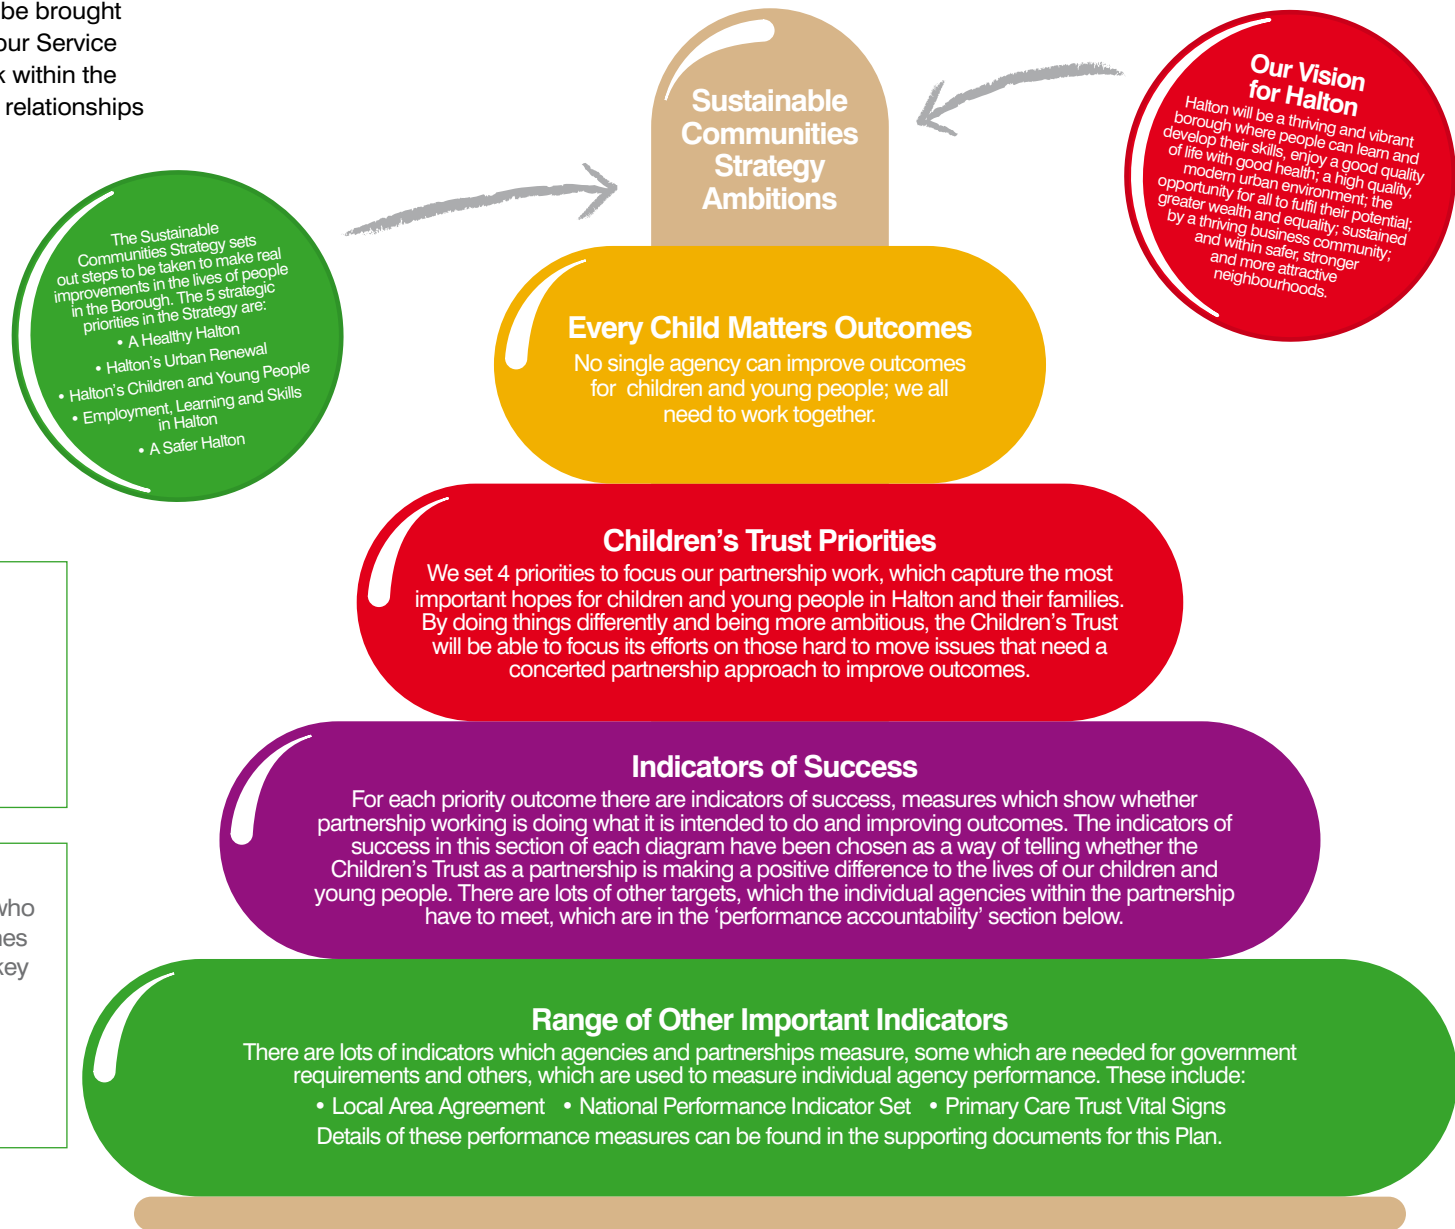 be brought
our Service
within the
relationships
Sustainable
Communities
Strategy
Ambitions
Our Vision
for Halton
Halton will be a thriving and vibrant
borough where people can learn and
develop their skills, enjoy a good quality
of life with good health; a high quality,
modern urban environment; the
opportunity for all to fulfil their potential;
greater wealth and equality; sustained
by a thriving business community;
and within safer, stronger
and more attractive
neighbourhoods.
The Sustainable
Communities Strategy sets
out steps to be taken to make real
improvements in the lives of people
in the Borough. The 5 strategic
priorities in the Strategy are:
• A Healthy Halton
• Halton's Urban Renewal
• Halton's Children and Young People
• Employment, Learning and Skills
in Halton
• A Safer Halton
Every Child Matters Outcomes
No single agency can improve outcomes
for children and young people; we all
need to work together.
Children's Trust Priorities
We set 4 priorities to focus our partnership work, which capture the most
important hopes for children and young people in Halton and their families.
By doing things differently and being more ambitious, the Children's Trust
will be able to focus its efforts on those hard to move issues that need a
concerted partnership approach to improve outcomes.
Indicators of Success
For each priority outcome there are indicators of success, measures which show whether
partnership working is doing what it is intended to do and improving outcomes. The indicators of
success in this section of each diagram have been chosen as a way of telling whether the
Children's Trust as a partnership is making a positive difference to the lives of our children and
young people. There are lots of other targets, which the individual agencies within the partnership
have to meet, which are in the 'performance accountability' section below.
who
key
Range of Other Important Indicators
There are lots of indicators which agencies and partnerships measure, some which are needed for government
requirements and others, which are used to measure individual agency performance. These include:
• Local Area Agreement • National Performance Indicator Set • Primary Care Trust Vital Signs
Details of these performance measures can be found in the supporting documents for this Plan.